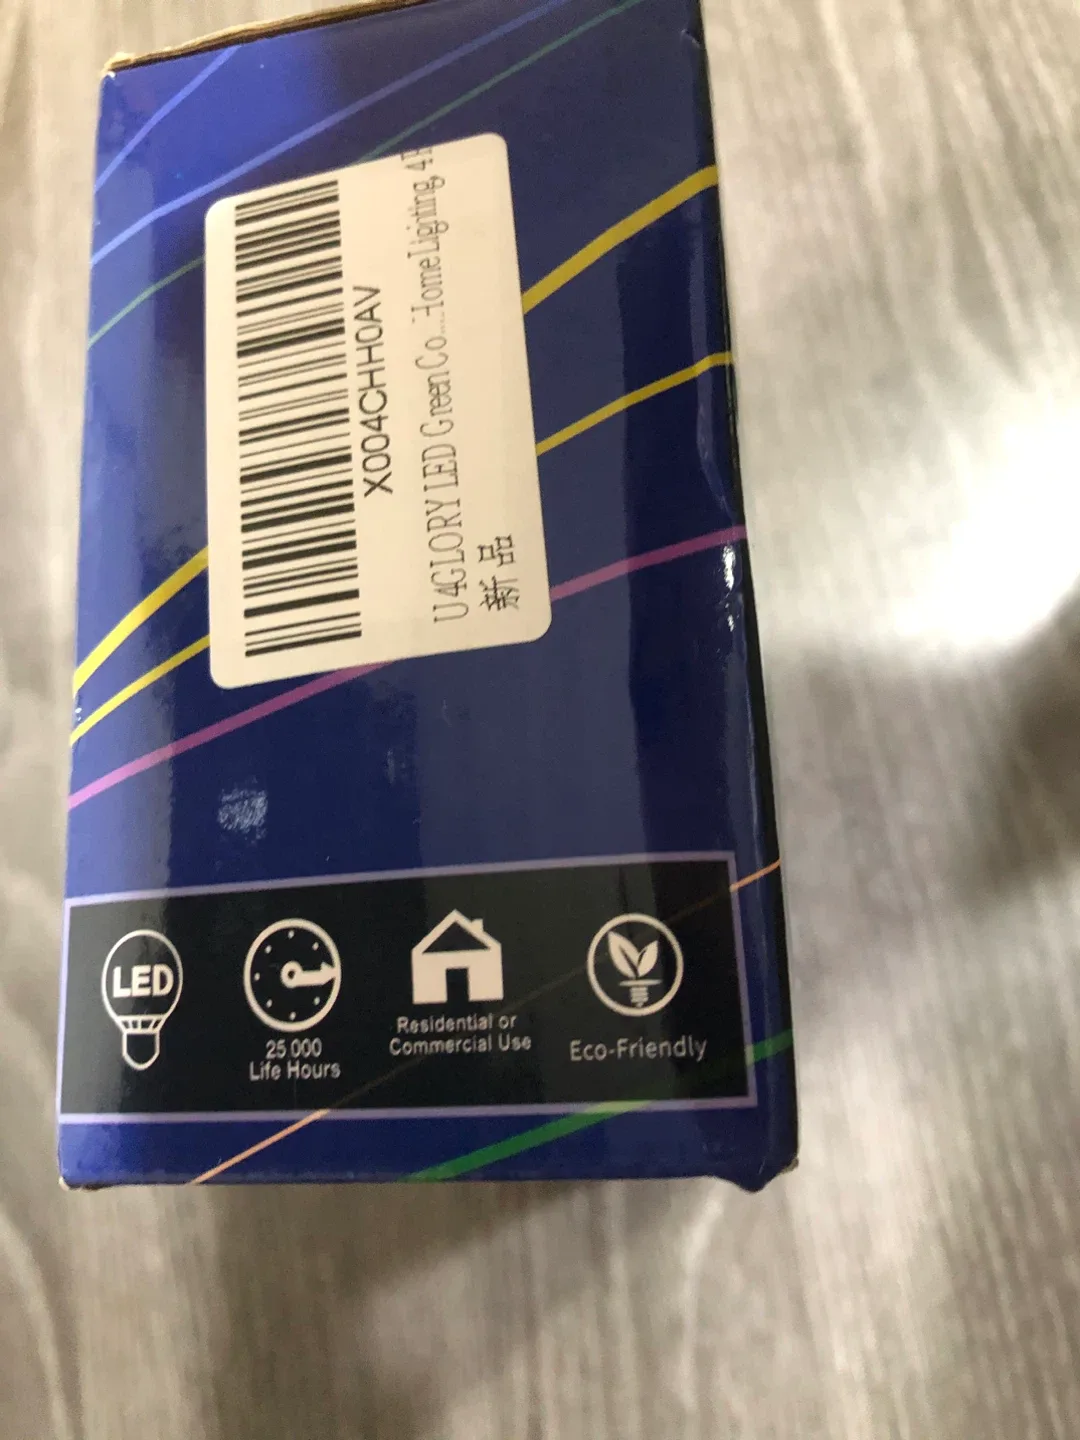 X004CHH0AV
U4GLORY LED Green Co...Home Lighting, 4P
新品
LED
25.000
Life Hours
Residential or
Commercial Use
Eco-Friendly